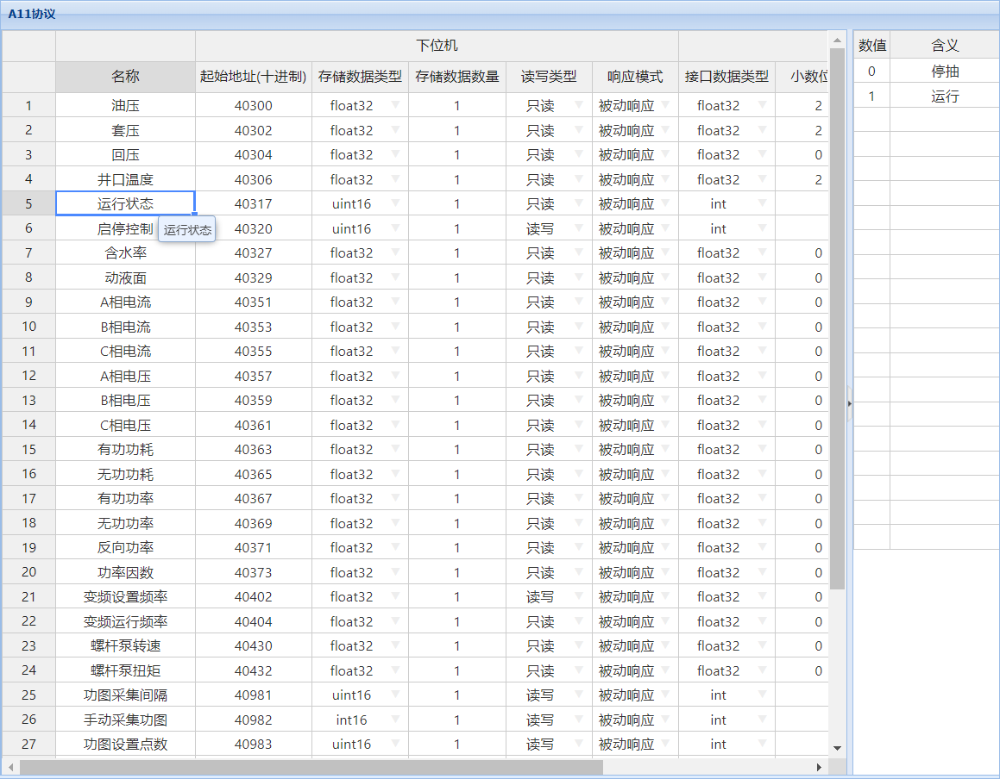 A11协议
下位机
名称 起始地址(十进制) 存储数据类型 存储数据数量 读写类型 响应模式 接口数据类型 小数位
1 油压 40300 float32 1 只读 被动响应 float32 2
2 套压 40302 float32 1 只读 被动响应 float32 2
3 回压 40304 float32 1 只读 被动响应 float32 0
4 井口温度 40306 float32 1 只读 被动响应 float32 2
5 运行状态 40317 uint16 1 只读 被动响应 int
6 启停控制 40320 uint16 1 读写 被动响应 int
运行状态
7 含水率 40327 float32 1 只读 被动响应 float32 0
8 动液面 40329 float32 1 只读 被动响应 float32 0
9 A相电流 40351 float32 1 只读 被动响应 float32 0
10 B相电流 40353 float32 1 只读 被动响应 float32 0
11 C相电流 40355 float32 1 只读 被动响应 float32 0
12 A相电压 40357 float32 1 只读 被动响应 float32 0
13 B相电压 40359 float32 1 只读 被动响应 float32 0
14 C相电压 40361 float32 1 只读 被动响应 float32 0
15 有功功耗 40363 float32 1 只读 被动响应 float32 0
16 无功功耗 40365 float32 1 只读 被动响应 float32 0
17 有功功率 40367 float32 1 只读 被动响应 float32 0
18 无功功率 40369 float32 1 只读 被动响应 float32 0
19 反向功率 40371 float32 1 只读 被动响应 float32 0
20 功率因数 40373 float32 1 只读 被动响应 float32 0
21 变频设置频率 40402 float32 1 读写 被动响应 float32 0
22 变频运行频率 40404 float32 1 只读 被动响应 float32 0
23 螺杆泵转速 40430 float32 1 只读 被动响应 float32 0
24 螺杆泵扭矩 40432 float32 1 只读 被动响应 float32 0
25 功图采集间隔 40981 uint16 1 读写 被动响应 int
26 手动采集功图 40982 int16 1 读写 被动响应 int
27 功图设置点数 40983 uint16 1 读写 被动响应 int
数值 含义
0 停抽
1 运行